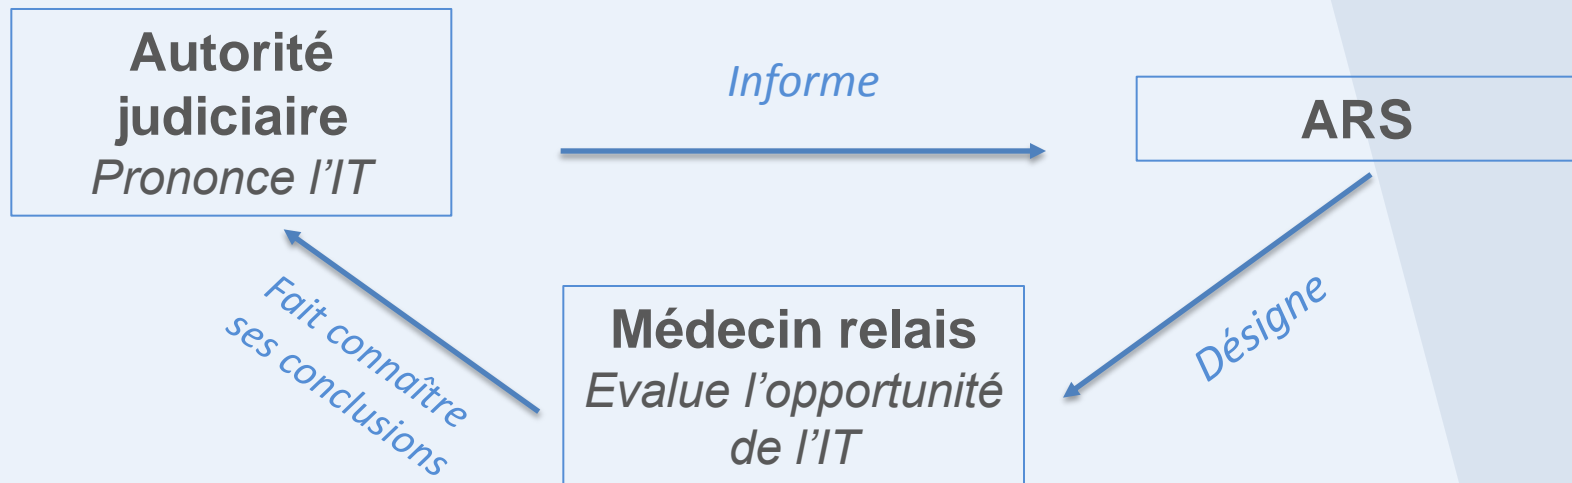 Autorité
judiciaire
Prononce l’IT
Informe
ARS
Fait connaître
ses conclusions
Médecin relais
Evalue l’opportunité
de l’IT
Désigne